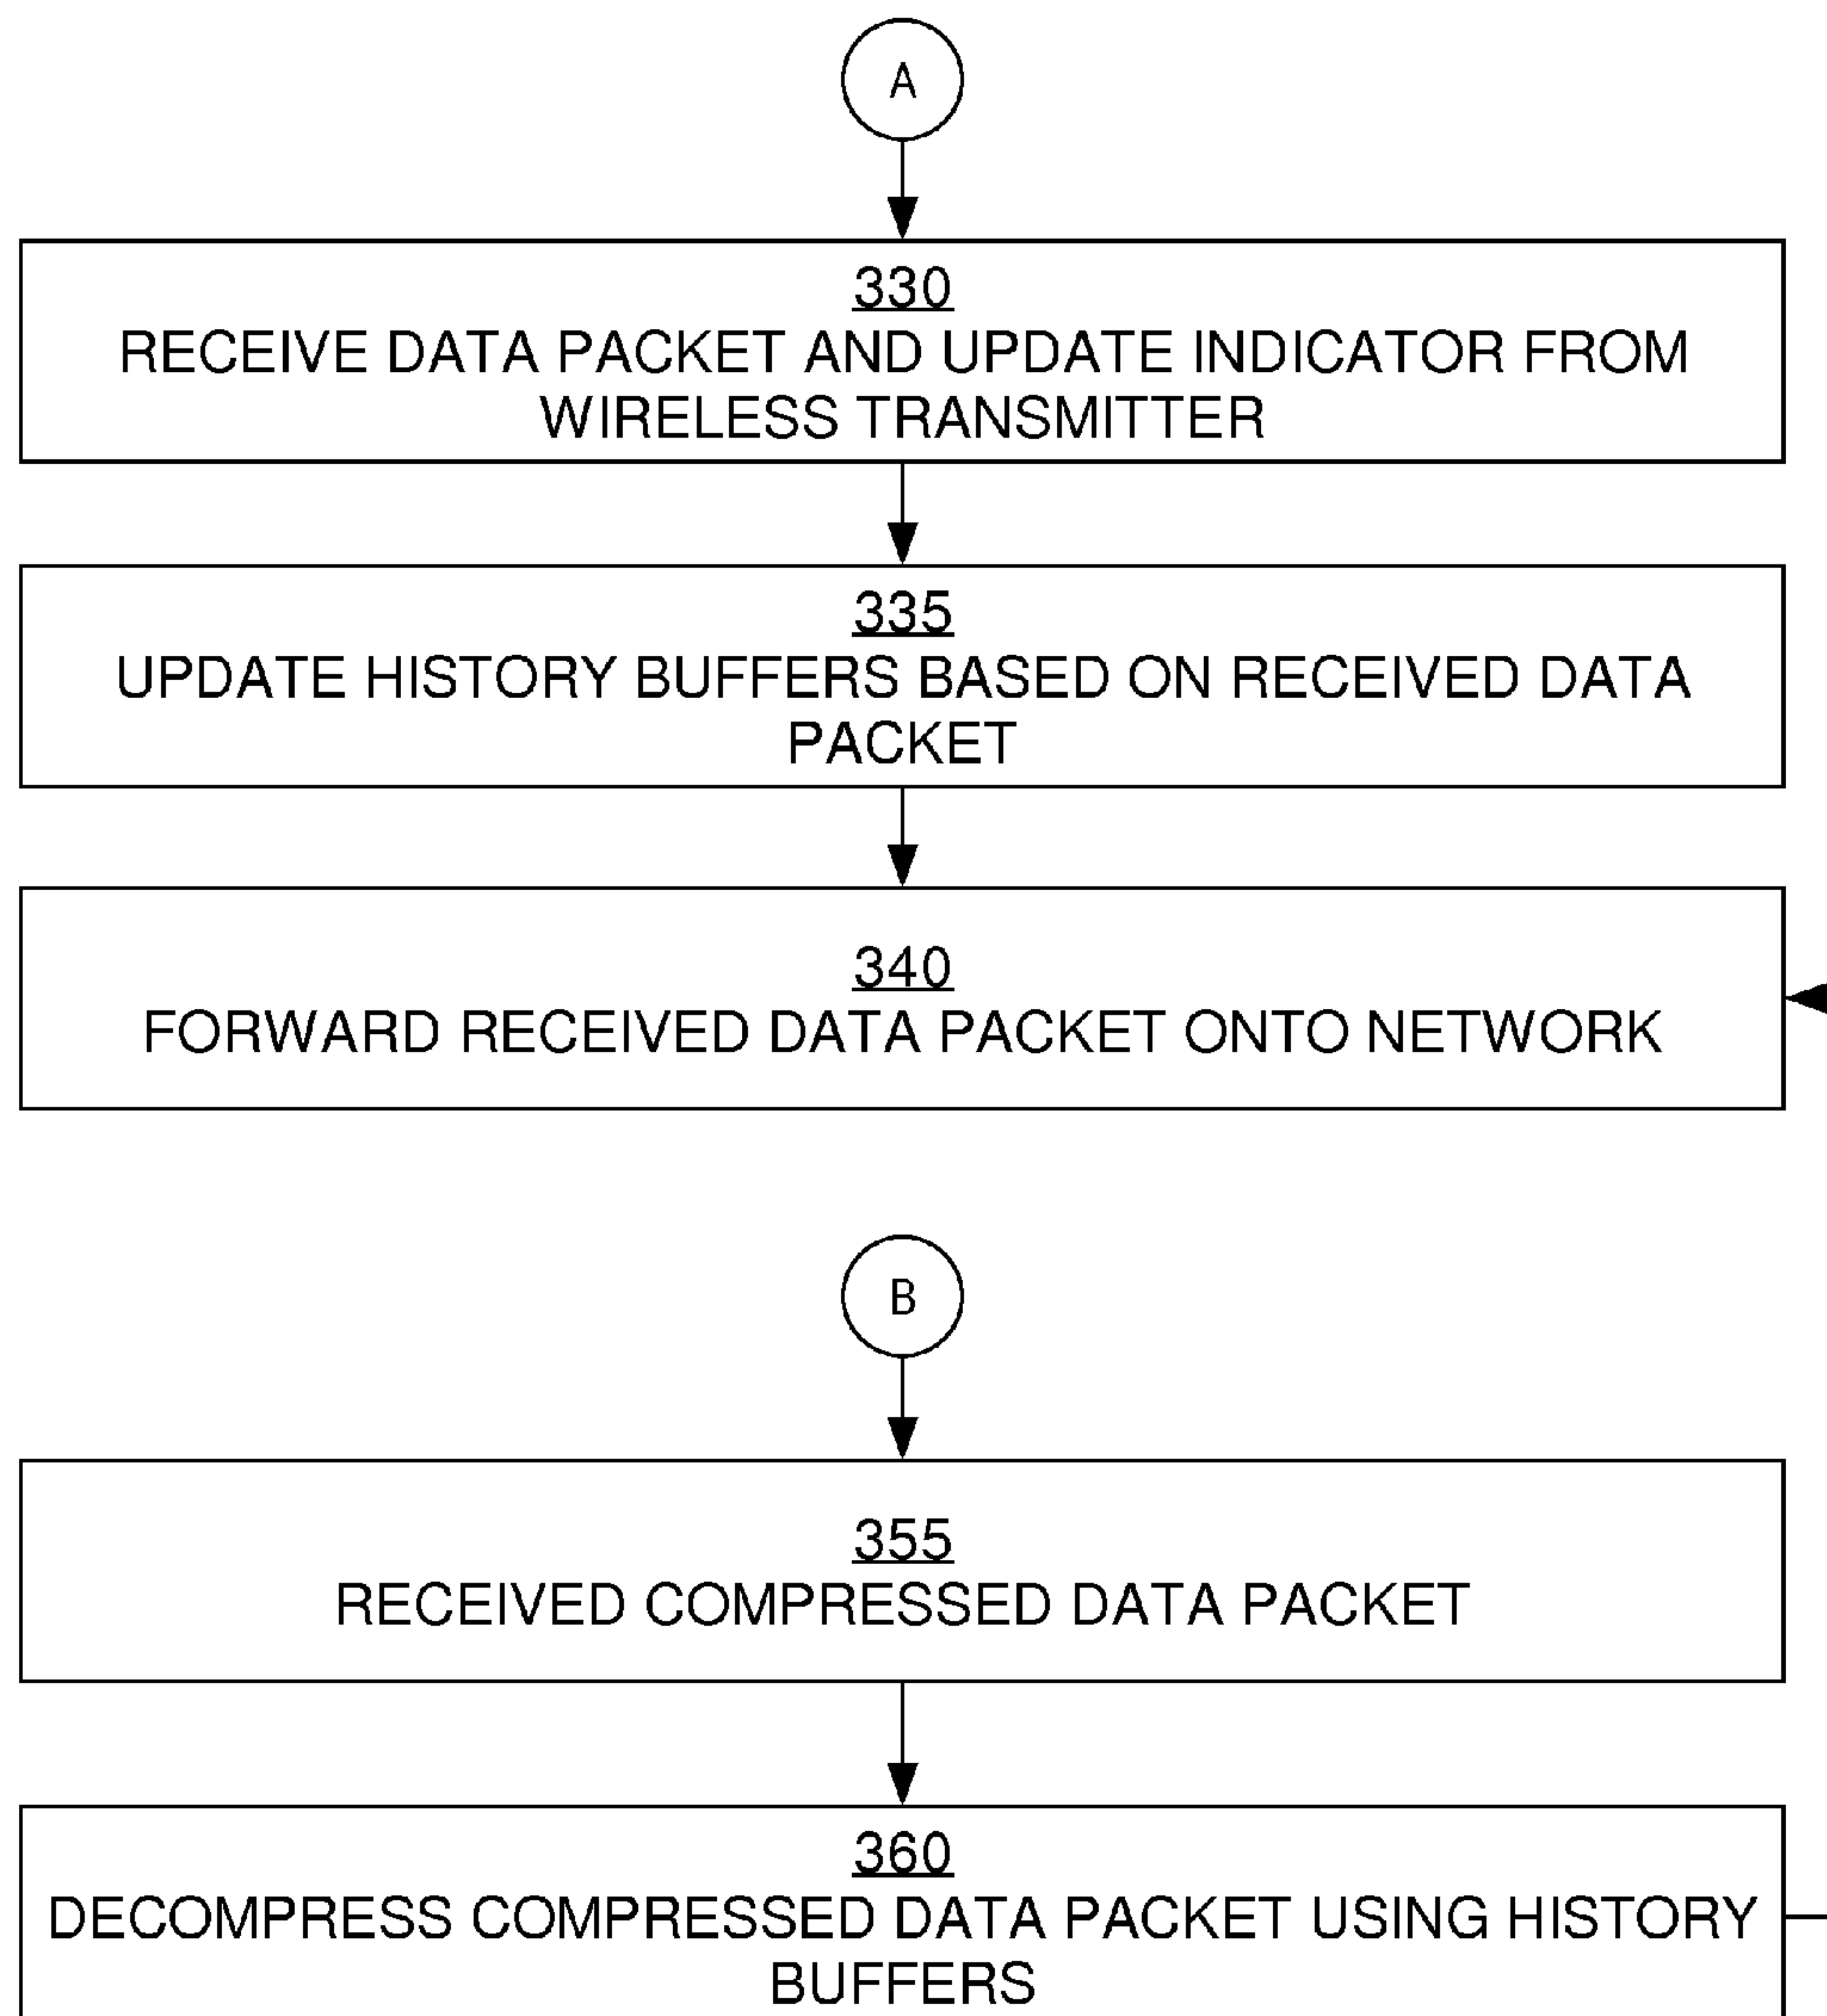 A
330
RECEIVE DATA PACKET AND UPDATE INDICATOR FROM
WIRELESS TRANSMITTER
335
UPDATE HISTORY BUFFERS BASED ON RECEIVED DATA
PACKET
340
FORWARD RECEIVED DATA PACKET ONTO NETWORK
B
355
RECEIVED COMPRESSED DATA PACKET
360
DECOMPRESS COMPRESSED DATA PACKET USING HISTORY
BUFFERS